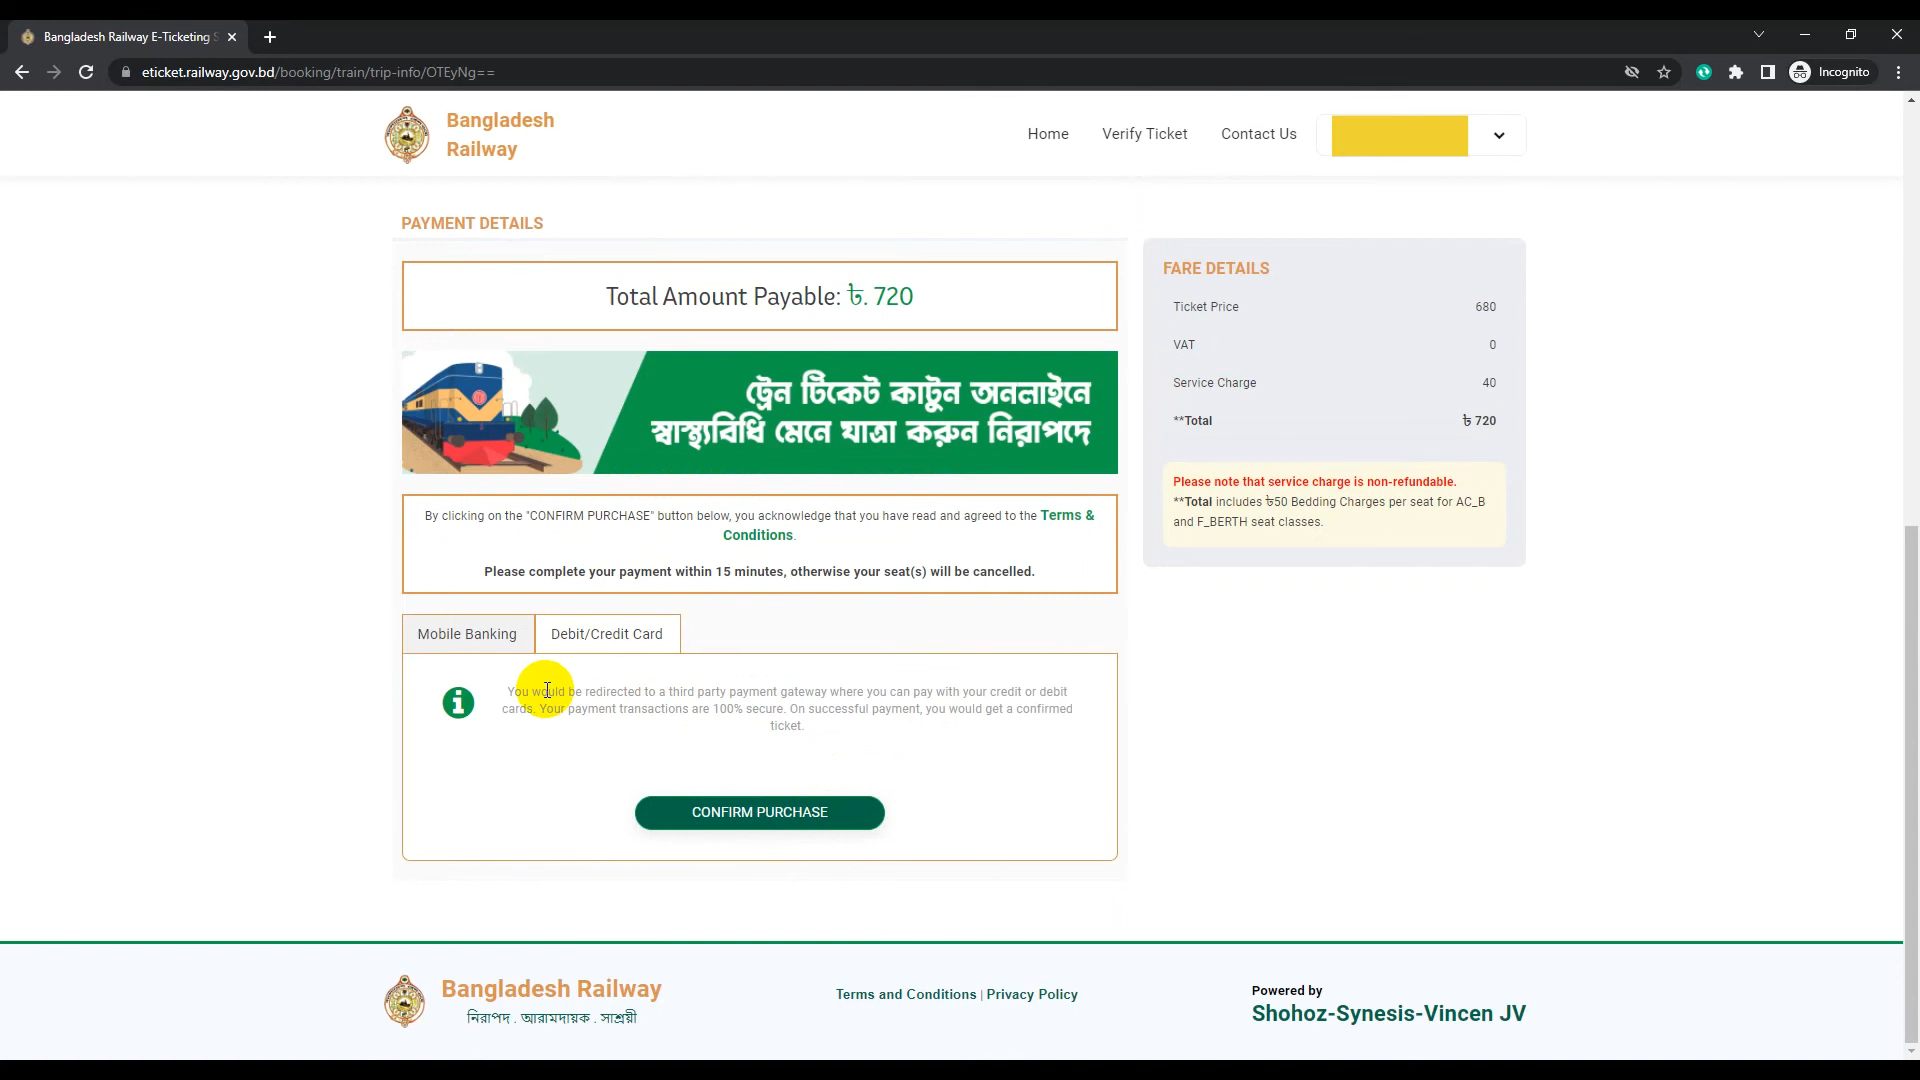 Bangladesh Railway E-Ticketing S
eticket.railway.gov.bd/booking/train/trip-info/OTEyNg==
Incognito
Bangladesh
Railway
Home
Verify Ticket
Contact Us
PAYMENT DETAILS
Total Amount Payable: ৳. 720
ট্রেন টিকেট কাটুন অনলাইনে
স্বাস্থ্যবিধি মেনে যাত্রা করুন নিরাপদে
By clicking on the "CONFIRM PURCHASE" button below, you acknowledge that you have read and agreed to the Terms &
Conditions.
Please complete your payment within 15 minutes, otherwise your seat(s) will be cancelled.
Mobile Banking
Debit/Credit Card
You would be redirected to a third party payment gateway where you can pay with your credit or debit
cards. Your payment transactions are 100% secure. On successful payment, you would get a confirmed
ticket.
CONFIRM PURCHASE
FARE DETAILS
Ticket Price 680
VAT 0
Service Charge 40
**Total ৳ 720
Please note that service charge is non-refundable.
**Total includes ৳50 Bedding Charges per seat for AC_B
and F_BERTH seat classes.
Bangladesh Railway
নিরাপদ . আরামদায়ক . সাশ্রয়ী
Terms and Conditions | Privacy Policy
Powered by
Shohoz-Synesis-Vincen JV